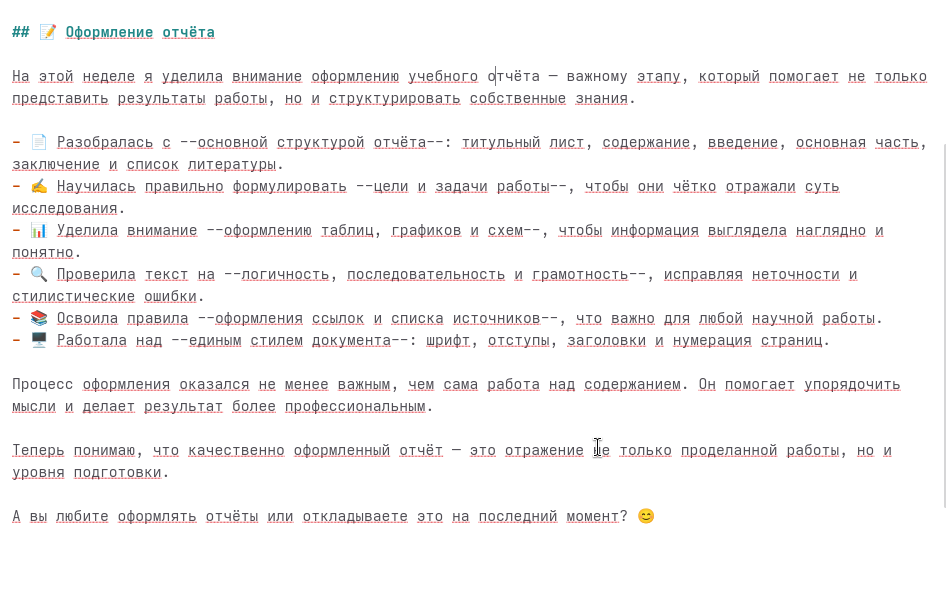 ## 📝 Оформление отчёта
На этой неделе я уделила внимание оформлению учебного отчёта — важному этапу, который помогает не только
представить результаты работы, но и структурировать собственные знания.
- 📄 Разобралась с --основной структурой отчёта--: титульный лист, содержание, введение, основная часть,
заключение и список литературы.
- ✍️ Научилась правильно формулировать --цели и задачи работы--, чтобы они чётко отражали суть
исследования.
- 📊 Уделила внимание --оформлению таблиц, графиков и схем--, чтобы информация выглядела наглядно и
понятно.
- 🔍 Проверила текст на --логичность, последовательность и грамотность--, исправляя неточности и
стилистические ошибки.
- 📚 Освоила правила --оформления ссылок и списка источников--, что важно для любой научной работы.
- 🖥️ Работала над --единым стилем документа--: шрифт, отступы, заголовки и нумерация страниц.
Процесс оформления оказался не менее важным, чем сама работа над содержанием. Он помогает упорядочить
мысли и делает результат более профессиональным.
Теперь понимаю, что качественно оформленный отчёт — это отражение не только проделанной работы, но и
уровня подготовки.
А вы любите оформлять отчёты или откладываете это на последний момент? 😊